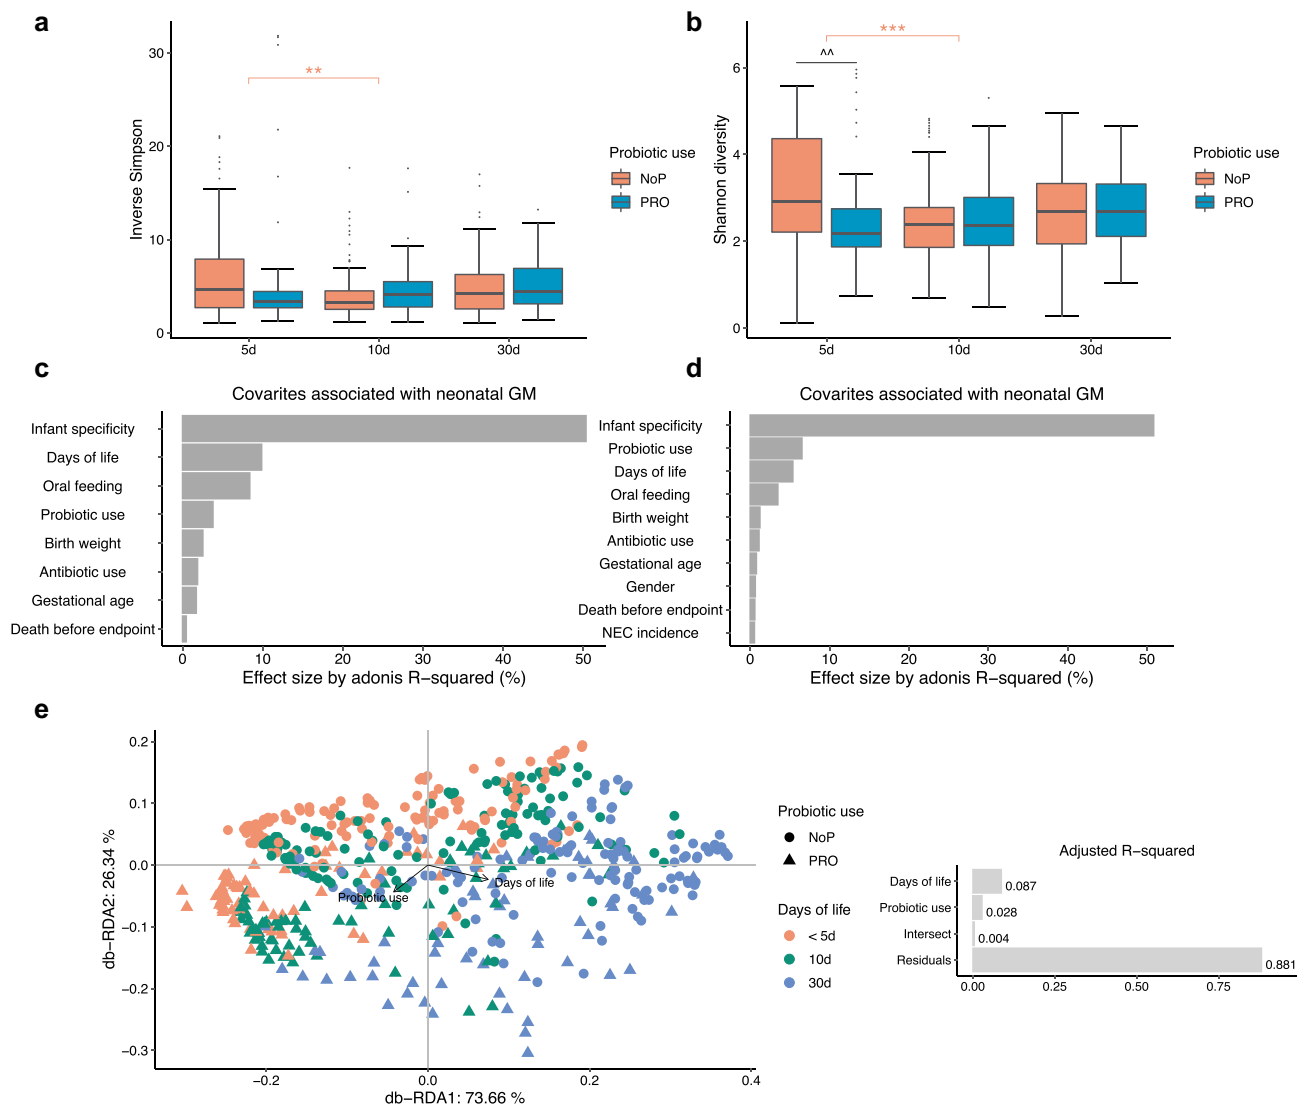 a
30
20
10
0
Inverse Simpson
**
5d
10d
30d
Probiotic use
NoP
PRO
b
6
4
2
0
Shannon diversity
***
^^
5d
10d
30d
Probiotic use
NoP
PRO
c
Covarites associated with neonatal GM
Infant specificity
Days of life
Oral feeding
Probiotic use
Birth weight
Antibiotic use
Gestational age
Death before endpoint
0 10 20 30 40 50
Effect size by adonis R−squared (%)
d
Covarites associated with neonatal GM
Infant specificity
Probiotic use
Days of life
Oral feeding
Birth weight
Antibiotic use
Gestational age
Gender
Death before endpoint
NEC incidence
0 10 20 30 40 50
Effect size by adonis R−squared (%)
e
0.2
0.1
0.0
−0.1
−0.2
−0.3
db−RDA2: 26.34 %
Probiotic use
Days of life
−0.2 0.0 0.2 0.4
db−RDA1: 73.66 %
Probiotic use
NoP
PRO
Days of life
< 5d
10d
30d
Adjusted R−squared
Days of life 0.087
Probiotic use 0.028
Intersect 0.004
Residuals 0.881
0.00 0.25 0.50 0.75